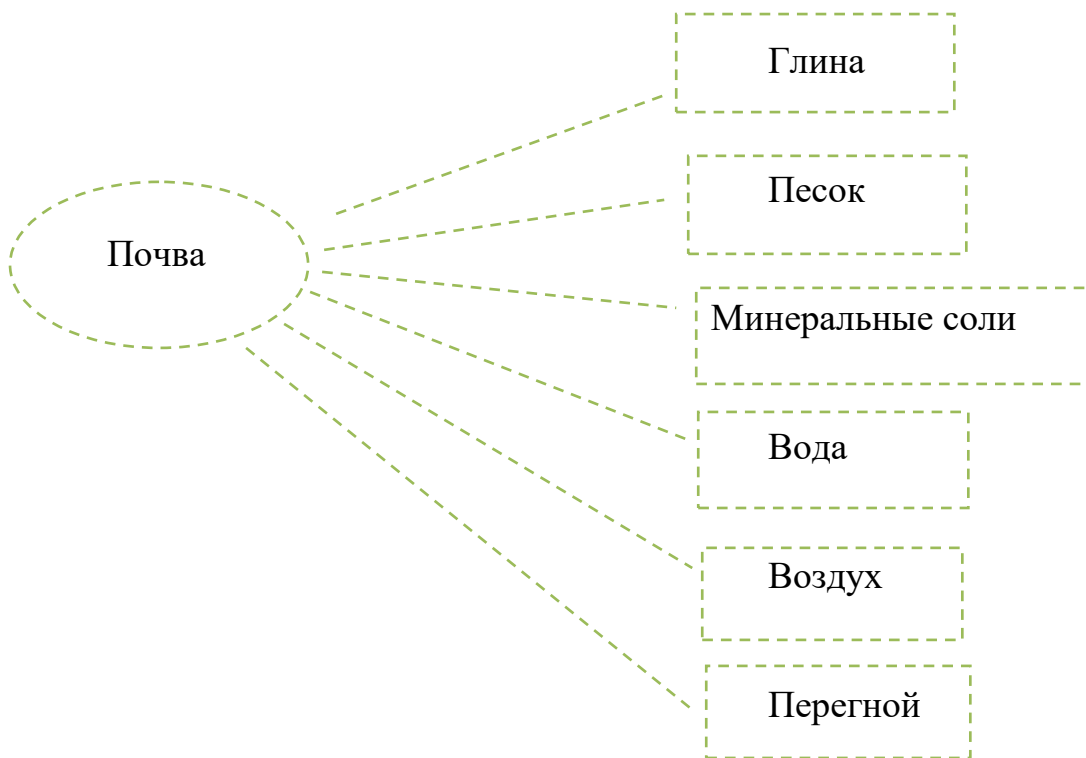 Глина
Песок
Почва
Минеральные соли
Вода
Воздух
Перегной